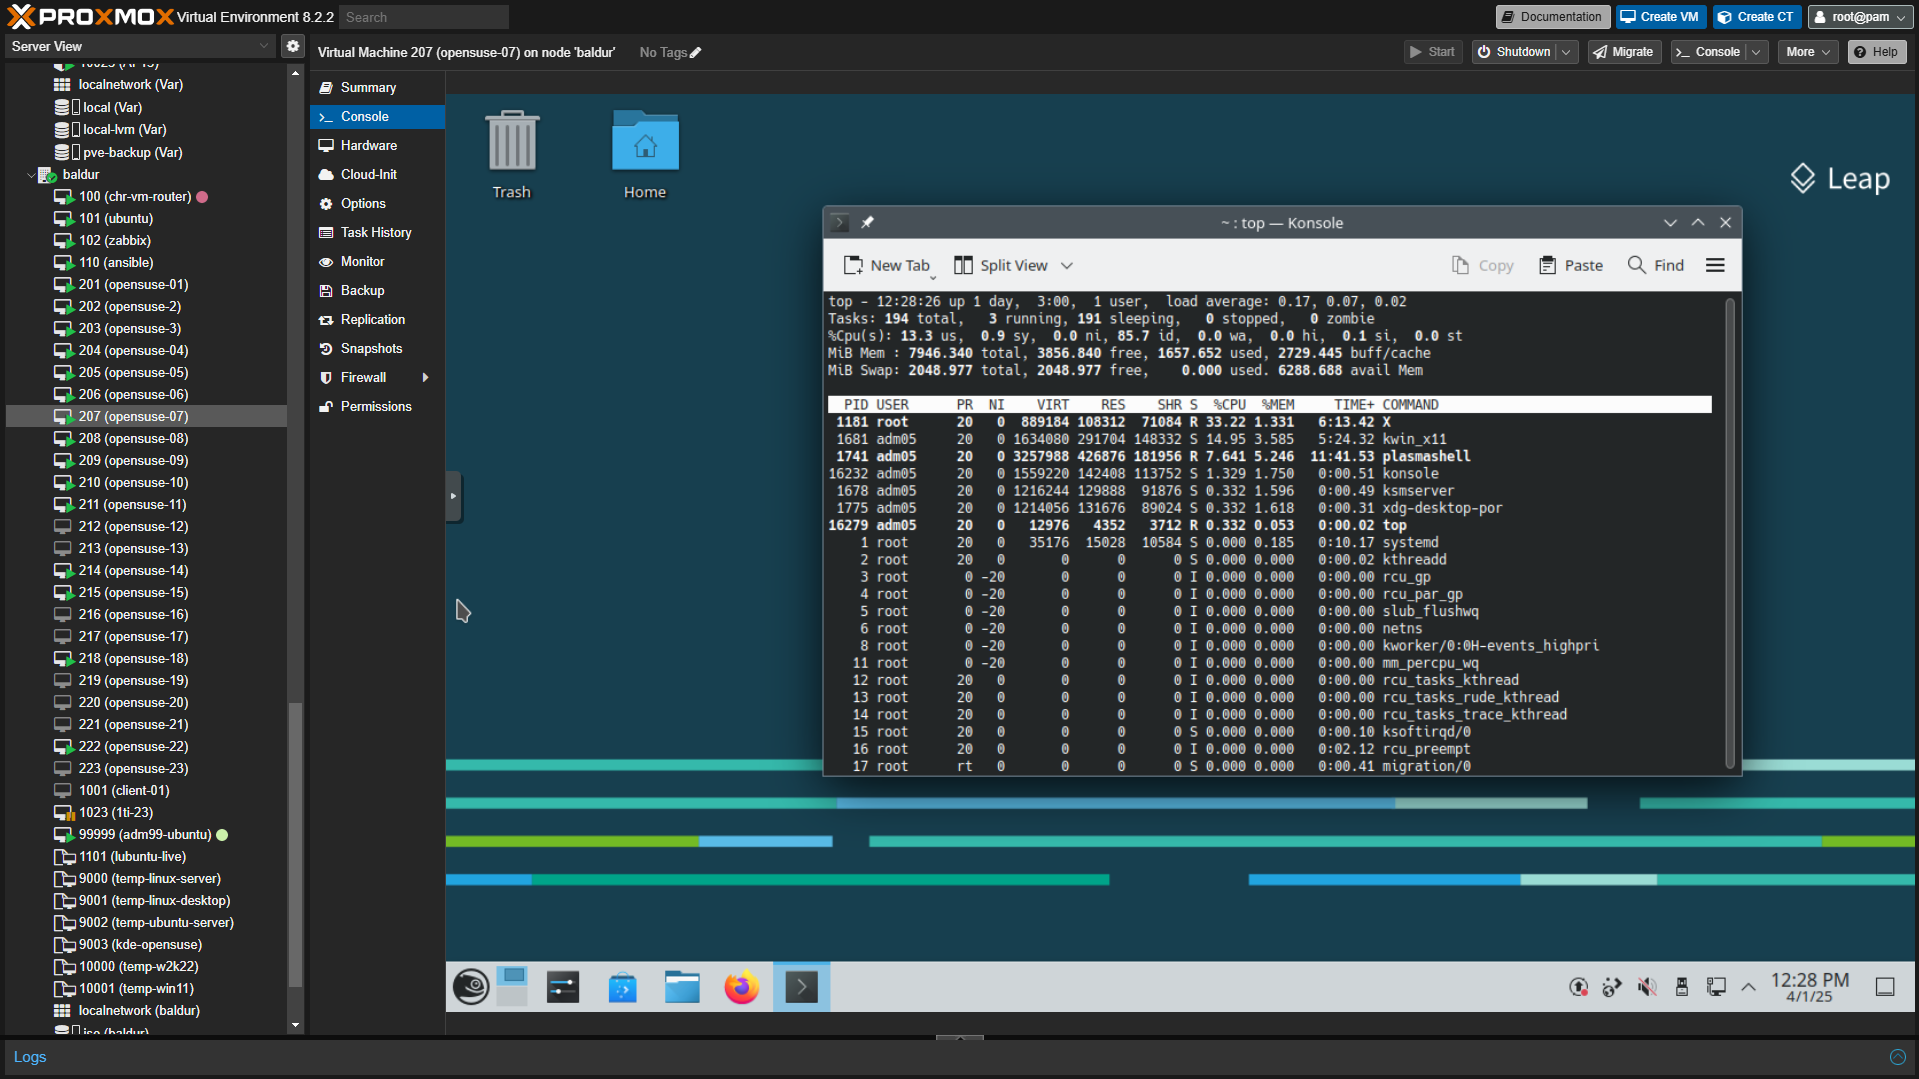 PROXMOX Virtual Environment 8.2.2 Search Documentation Create VM Create CT root@pam
Server View
Virtual Machine 207 (opensuse-07) on node 'baldur' No Tags Start Shutdown Migrate Console More Help
localnetwork (Var)
local (Var)
local-lvm (Var)
pve-backup (Var)
baldur
100 (chr-vm-router)
101 (ubuntu)
102 (zabbix)
110 (ansible)
201 (opensuse-01)
202 (opensuse-2)
203 (opensuse-3)
204 (opensuse-04)
205 (opensuse-05)
206 (opensuse-06)
207 (opensuse-07)
208 (opensuse-08)
209 (opensuse-09)
210 (opensuse-10)
211 (opensuse-11)
212 (opensuse-12)
213 (opensuse-13)
214 (opensuse-14)
215 (opensuse-15)
216 (opensuse-16)
217 (opensuse-17)
218 (opensuse-18)
219 (opensuse-19)
220 (opensuse-20)
221 (opensuse-21)
222 (opensuse-22)
223 (opensuse-23)
1001 (client-01)
1023 (1ti-23)
99999 (adm99-ubuntu)
1101 (lubuntu-live)
9000 (temp-linux-server)
9001 (temp-linux-desktop)
9002 (temp-ubuntu-server)
9003 (kde-opensuse)
10000 (temp-w2k22)
10001 (temp-win11)
localnetwork (baldur)
iso (baldur)
Summary
Console
Hardware
Cloud-Init
Options
Task History
Monitor
Backup
Replication
Snapshots
Firewall
Permissions
Trash
Home
Leap
~ : top — Konsole
New Tab Split View Copy Paste Find
top - 12:28:26 up 1 day, 3:00, 1 user, load average: 0.17, 0.07, 0.02
Tasks: 194 total, 3 running, 191 sleeping, 0 stopped, 0 zombie
%Cpu(s): 13.3 us, 0.9 sy, 0.0 ni, 85.7 id, 0.0 wa, 0.0 hi, 0.1 si, 0.0 st
MiB Mem : 7946.340 total, 3856.840 free, 1657.652 used, 2729.445 buff/cache
MiB Swap: 2048.977 total, 2048.977 free, 0.000 used. 6288.688 avail Mem
PID USER PR NI VIRT RES SHR S %CPU %MEM TIME+ COMMAND
1181 root 20 0 889184 108312 71084 R 33.22 1.331 6:13.42 X
1681 adm05 20 0 1634080 291704 148332 S 14.95 3.585 5:24.32 kwin_x11
1741 adm05 20 0 3257988 426876 181956 R 7.641 5.246 11:41.53 plasmashell
16232 adm05 20 0 1559220 142408 113752 S 1.329 1.750 0:00.51 konsole
1678 adm05 20 0 1216244 129888 91876 S 0.332 1.596 0:00.49 ksmserver
1775 adm05 20 0 1214056 131676 89024 S 0.332 1.618 0:00.31 xdg-desktop-por
16279 adm05 20 0 12976 4352 3712 R 0.332 0.053 0:00.02 top
1 root 20 0 35176 15028 10584 S 0.000 0.185 0:10.17 systemd
2 root 20 0 0 0 0 S 0.000 0.000 0:00.02 kthreadd
3 root 0 -20 0 0 0 I 0.000 0.000 0:00.00 rcu_gp
4 root 0 -20 0 0 0 I 0.000 0.000 0:00.00 rcu_par_gp
5 root 0 -20 0 0 0 I 0.000 0.000 0:00.00 slub_flushwq
6 root 0 -20 0 0 0 I 0.000 0.000 0:00.00 netns
8 root 0 -20 0 0 0 I 0.000 0.000 0:00.00 kworker/0:0H-events_highpri
11 root 0 -20 0 0 0 I 0.000 0.000 0:00.00 mm_percpu_wq
12 root 20 0 0 0 0 I 0.000 0.000 0:00.00 rcu_tasks_kthread
13 root 20 0 0 0 0 I 0.000 0.000 0:00.00 rcu_tasks_rude_kthread
14 root 20 0 0 0 0 I 0.000 0.000 0:00.00 rcu_tasks_trace_kthread
15 root 20 0 0 0 0 S 0.000 0.000 0:00.10 ksoftirqd/0
16 root 20 0 0 0 0 I 0.000 0.000 0:02.12 rcu_preempt
17 root rt 0 0 0 0 S 0.000 0.000 0:00.41 migration/0
12:28 PM
4/1/25
Logs